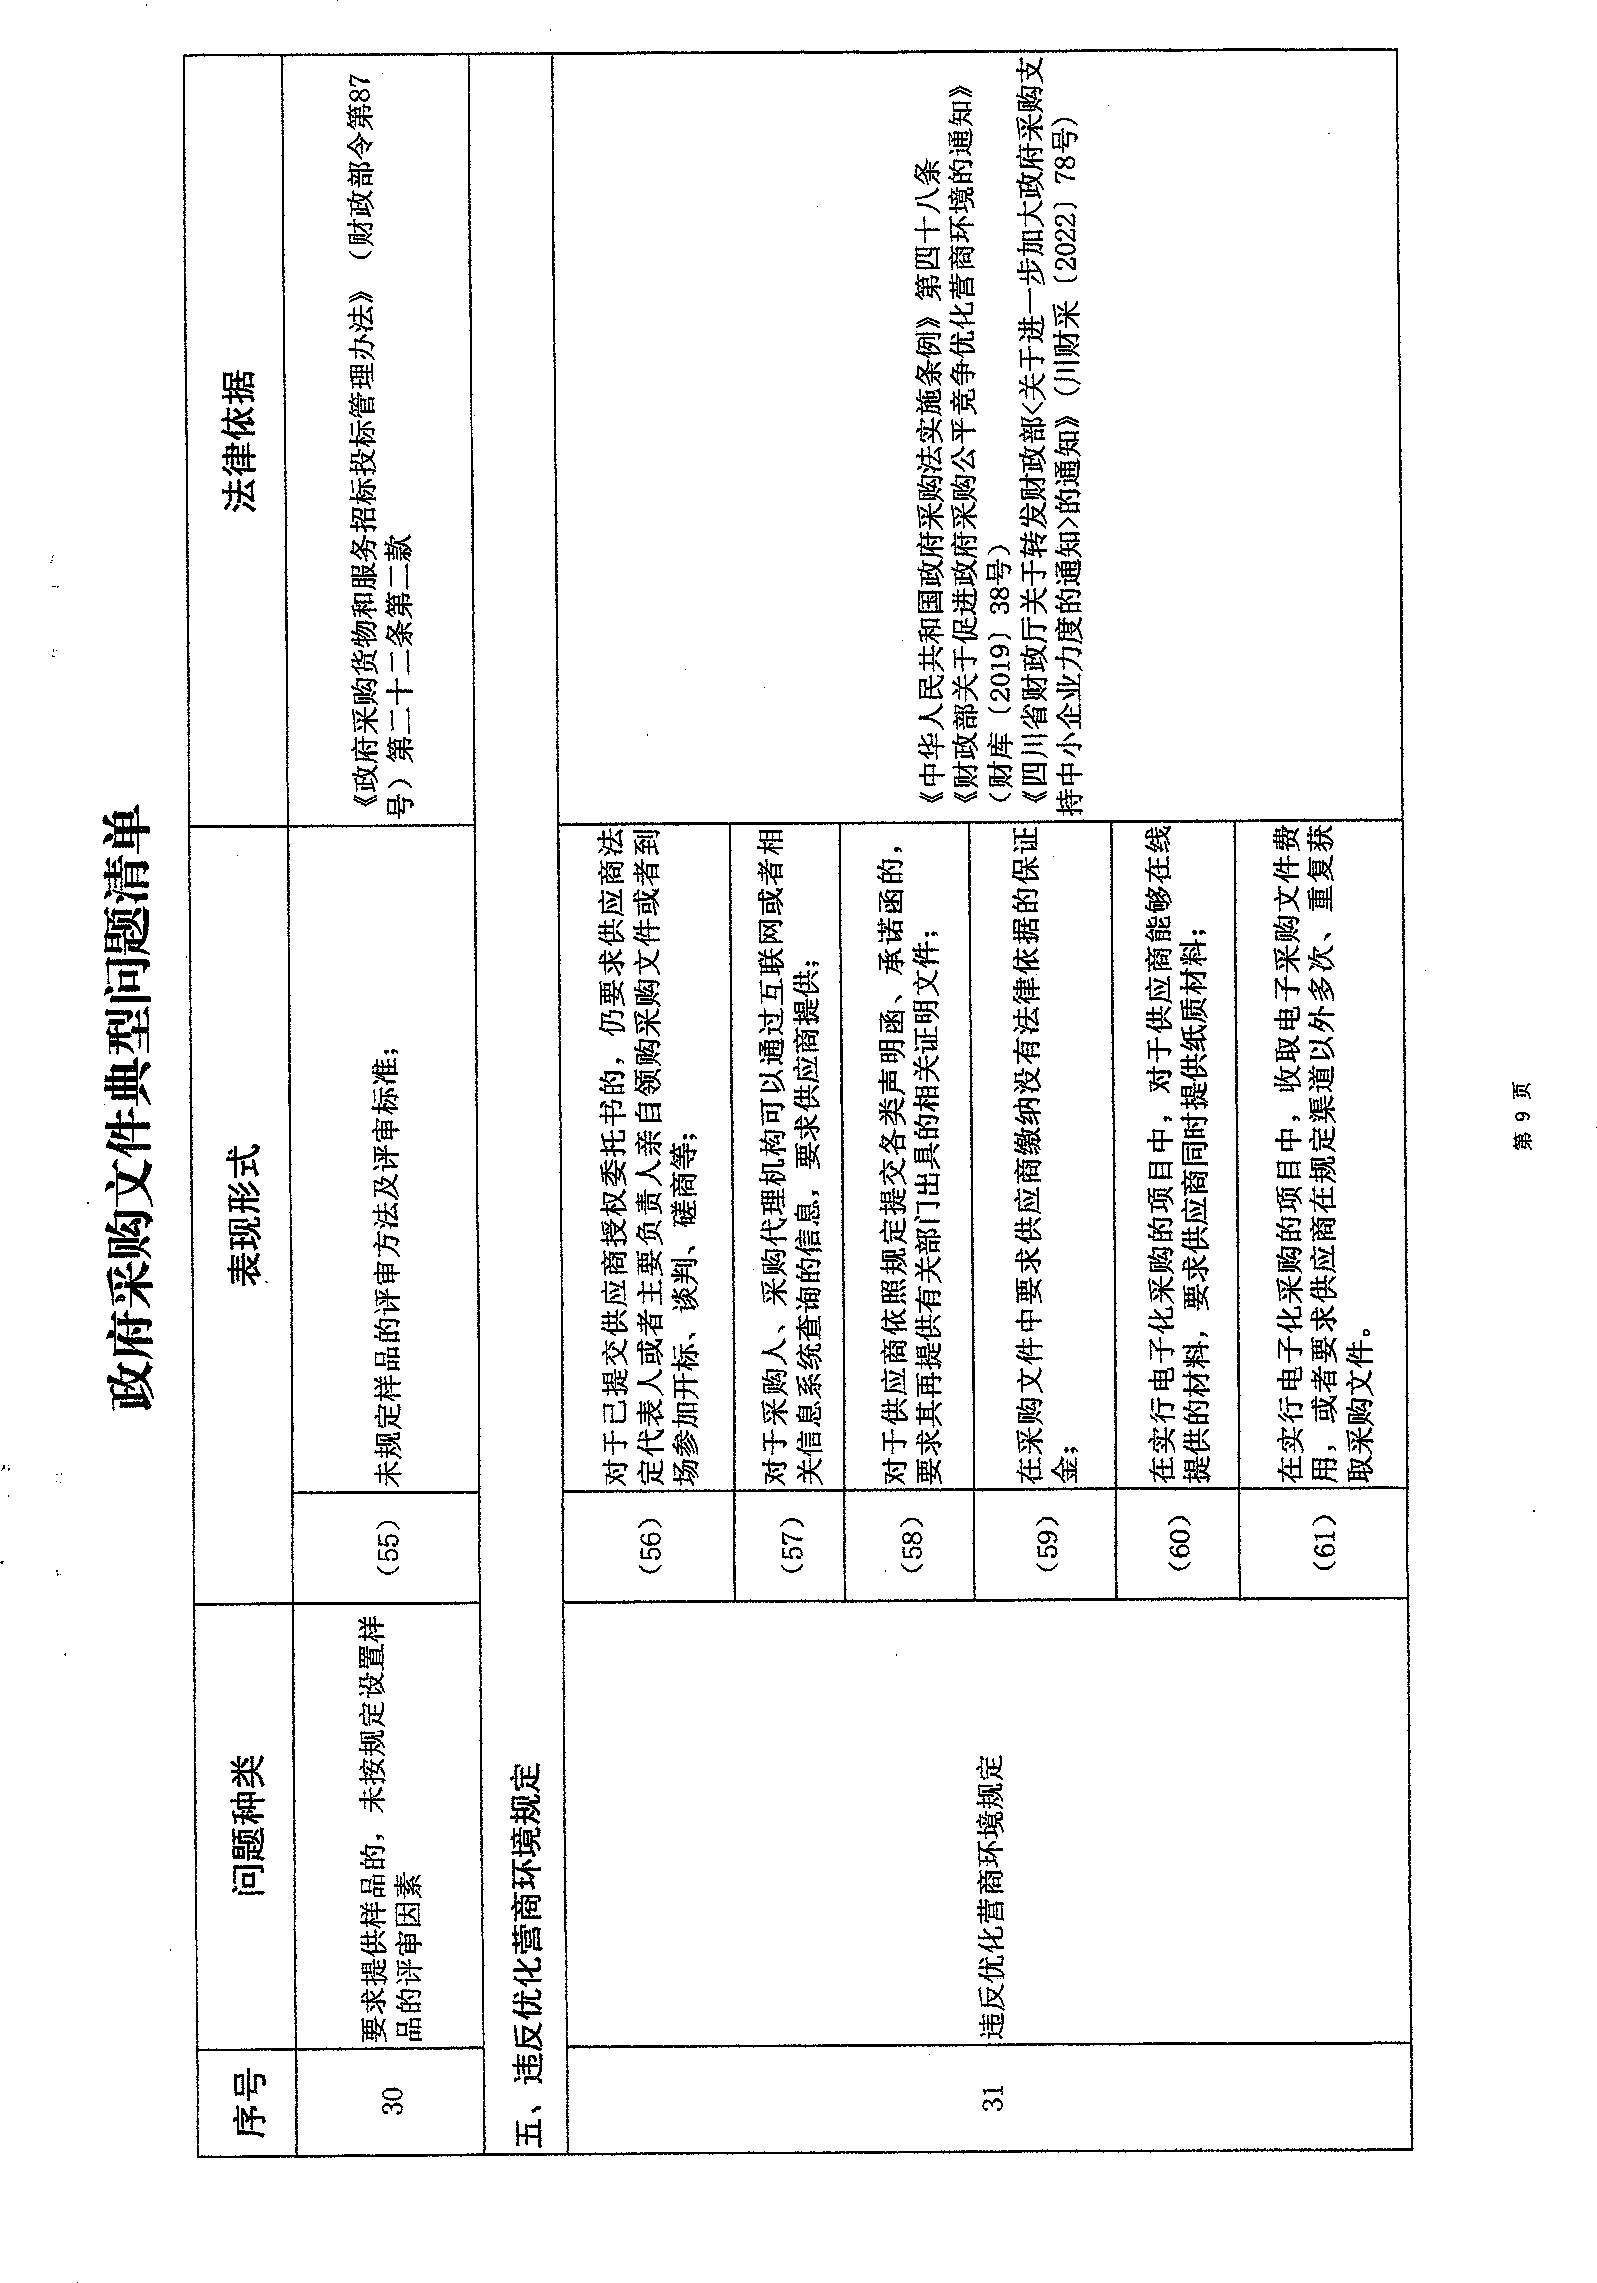 政府采购文件典型问题清单
序号
问题种类
表现形式
法律依据
30
要求提供样品的，未按规定设置样
品的评审因素
（55）
未规定样品的评审方法及评审标准；
《政府采购货物和服务招标投标管理办法》（财政部令第87
号）第二十二条第二款
五、违反优化营商环境规定
31
违反优化营商环境规定
（56）
对于已提交供应商授权委托书的，仍要求供应商法
定代表人或者主要负责人亲自领购采购文件或者到
场参加开标、谈判、磋商等；
（57）
对于采购人、采购代理机构可以通过互联网或者相
关信息系统查询的信息，要求供应商提供；
（58）
对于供应商依照规定提交各类声明函、承诺函的，
要求其再提供有关部门出具的相关证明文件；
（59）
在采购文件中要求供应商缴纳没有法律依据的保证
金；
（60）
在实行电子化采购的项目中，对于供应商能够在线
提供的材料，要求供应商同时提供纸质材料；
（61）
在实行电子化采购的项目中，收取电子采购文件费
用，或者要求供应商在规定渠道以外多次、重复获
取采购文件。
《中华人民共和国政府采购法实施条例》第四十八条
《财政部关于促进政府采购公平竞争优化营商环境的通知》
（财库〔2019〕38号）
《四川省财政厅关于转发财政部<关于进一步加大政府采购支
持中小企业力度的通知>的通知》（川财采〔2022〕78号）
第 9 页